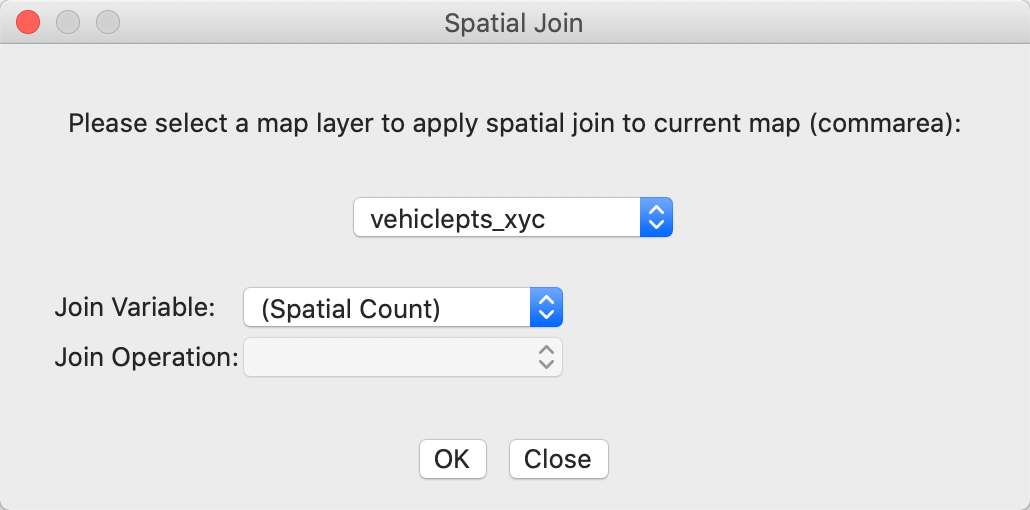 Spatial Join
Please select a map layer to apply spatial join to current map (commarea):
vehiclepts_xyc
Join Variable: (Spatial Count)
Join Operation:
OK Close